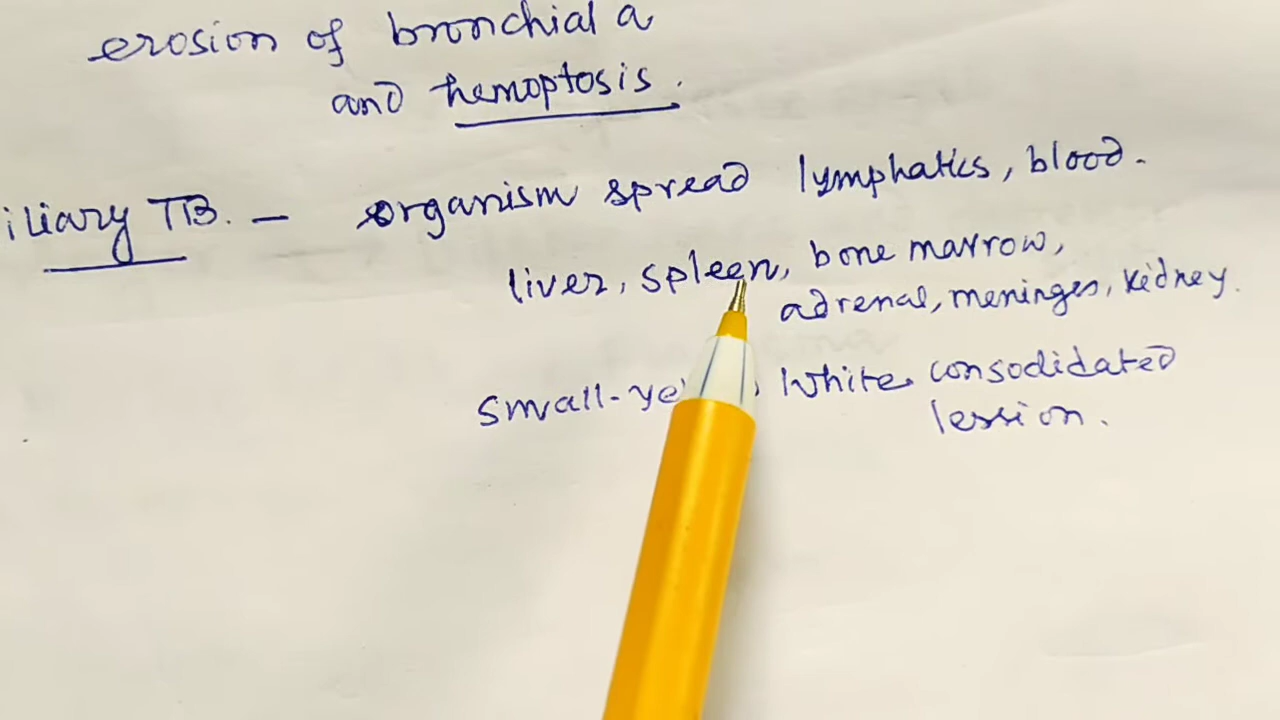 erosion of bronchial a
and hemoptosis.
iliary TB. - organism spread lymphatics, blood.
liver, spleen, bone marrow,
adrenal, meninges, kidney.
small- white consodidated
lession.